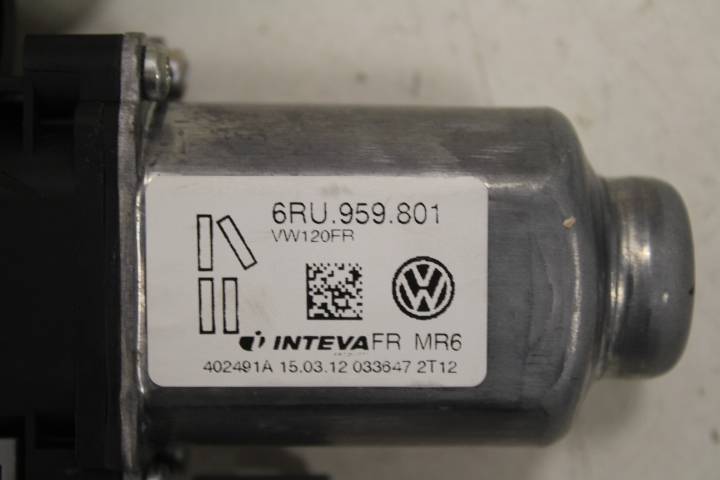 6RU.959.801
VW120FR
INTEVA FR MR6
402491A 15.03.12 033647 2T12